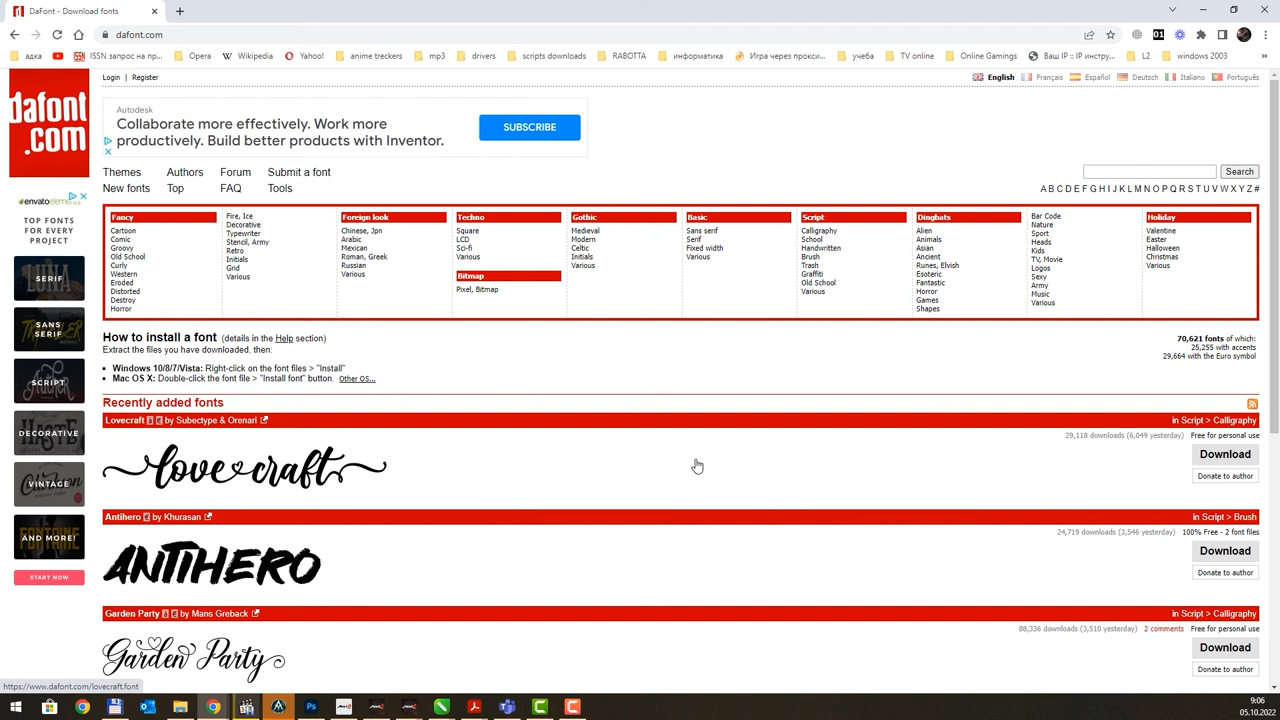 DaFont - Download fonts
dafont.com
адка
ISSN запрос на пр...
Opera
Wikipedia
Yahoo!
anime treckers
mp3
drivers
scripts downloads
RABOTTA
информатика
Игра через прокси...
учеба
TV online
Online Gamings
Ваш IP :: IP инстру...
L2
windows 2003
»
Login | Register
English
Français
Español
Deutsch
Italiano
Português
dafont
.com
Autodesk
Collaborate more effectively. Work more
productively. Build better products with Inventor.
SUBSCRIBE
Themes Authors Forum Submit a font
New fonts Top FAQ Tools
Search
A B C D E F G H I J K L M N O P Q R S T U V W X Y Z #
envato elements
TOP FONTS
FOR EVERY
PROJECT
SERIF
SANS
SERIF
SCRIPT
DECORATIVE
VINTAGE
AND MORE!
START NOW
Fancy
Cartoon
Comic
Groovy
Old School
Curly
Western
Eroded
Distorted
Destroy
Horror
Fire, Ice
Decorative
Typewriter
Stencil, Army
Retro
Initials
Grid
Various
Foreign look
Chinese, Jpn
Arabic
Mexican
Roman, Greek
Russian
Various
Techno
Square
LCD
Sci-fi
Various
Bitmap
Pixel, Bitmap
Gothic
Medieval
Modern
Celtic
Initials
Various
Basic
Sans serif
Serif
Fixed width
Various
Script
Calligraphy
School
Handwritten
Brush
Trash
Graffiti
Old School
Various
Dingbats
Alien
Animals
Asian
Ancient
Runes, Elvish
Esoteric
Fantastic
Horror
Games
Shapes
Bar Code
Nature
Sport
Heads
Kids
TV, Movie
Logos
Sexy
Army
Music
Various
Holiday
Valentine
Easter
Halloween
Christmas
Various
How to install a font (details in the Help section)
Extract the files you have downloaded, then:
Windows 10/8/7/Vista: Right-click on the font files > "Install"
Mac OS X: Double-click the font file > "Install font" button. Other OS...
70,621 fonts of which:
25,255 with accents
29,664 with the Euro symbol
Recently added fonts
Lovecraft à € by Subectype & Orenari
in Script > Calligraphy
29,118 downloads (6,049 yesterday) Free for personal use
love craft
Download
Donate to author
Antihero € by Khurasan
in Script > Brush
24,719 downloads (3,546 yesterday) 100% Free - 2 font files
ANTIHERO
Download
Donate to author
Garden Party à € by Mans Greback
in Script > Calligraphy
88,336 downloads (3,510 yesterday) 2 comments Free for personal use
Garden Party
Download
Donate to author
https://www.dafont.com/lovecraft.font
9:06
05.10.2022